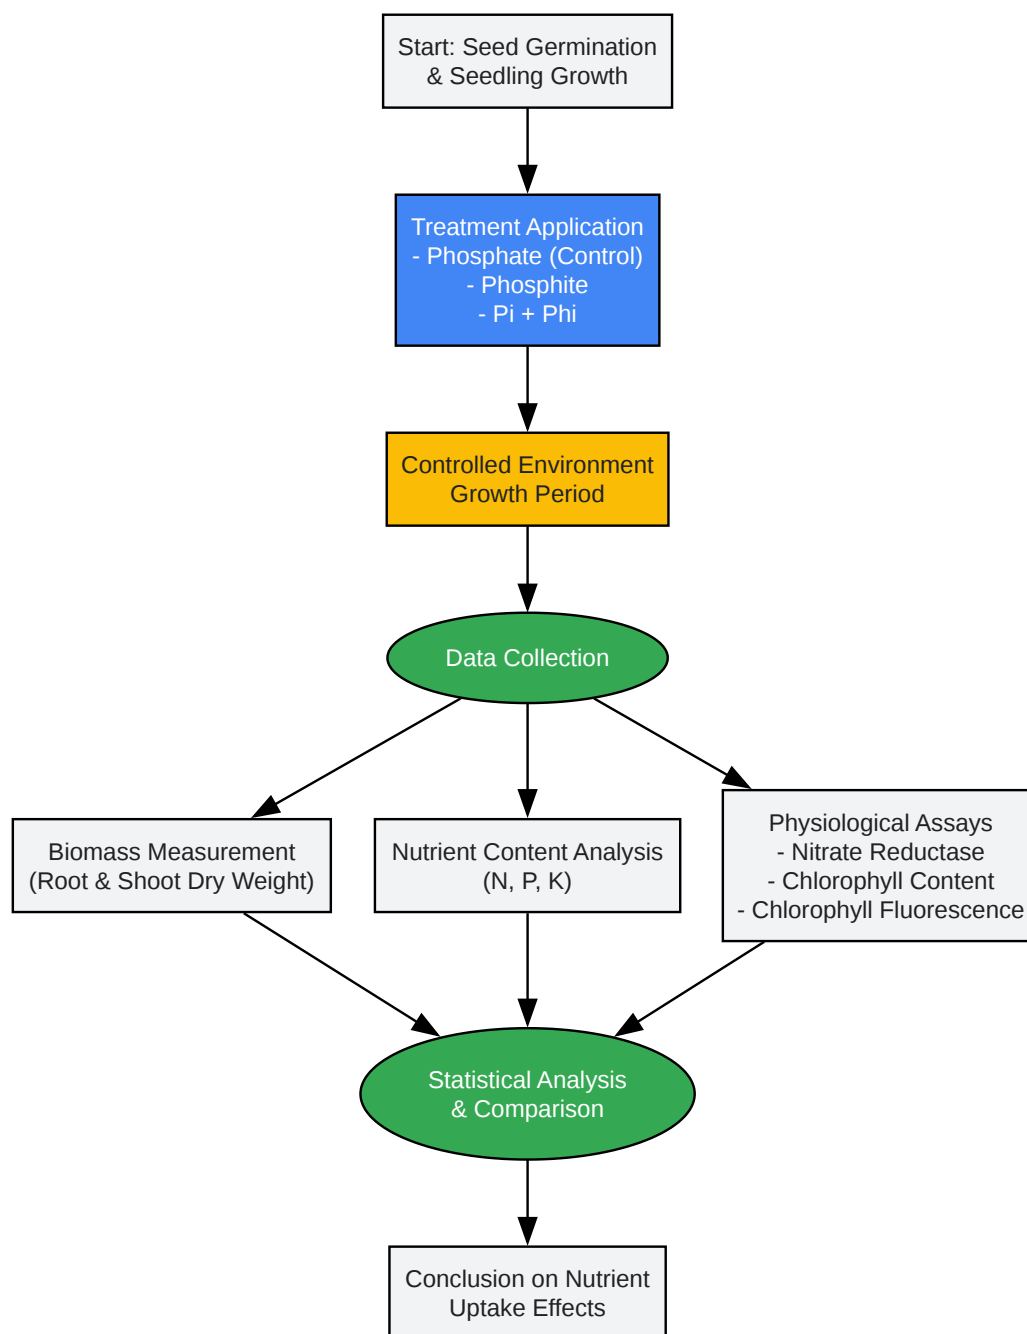 Start: Seed Germination
& Seedling Growth
Treatment Application
- Phosphate (Control)
- Phosphite
- Pi + Phi
Controlled Environment
Growth Period
Data Collection
Biomass Measurement
(Root & Shoot Dry Weight)
Nutrient Content Analysis
(N, P, K)
Physiological Assays
- Nitrate Reductase
- Chlorophyll Content
- Chlorophyll Fluorescence
Statistical Analysis
& Comparison
Conclusion on Nutrient
Uptake Effects